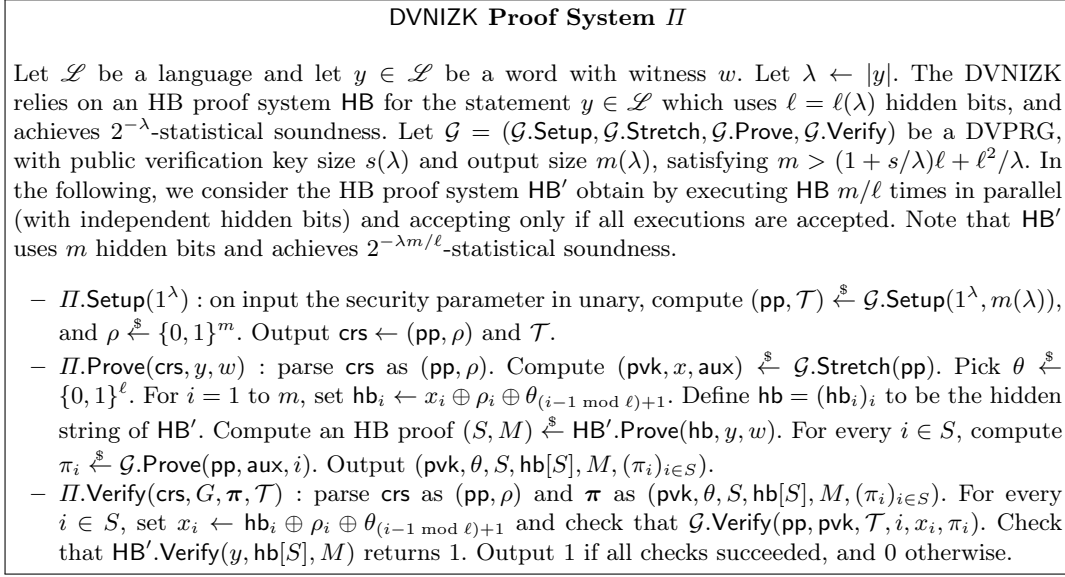 DVNIZK Proof System Π
Let ℒ be a language and let y ∈ ℒ be a word with witness w. Let λ ← |y|. The DVNIZK
relies on an HB proof system HB for the statement y ∈ ℒ which uses ℓ = ℓ(λ) hidden bits, and
achieves 2^{−λ}-statistical soundness. Let 𝒢 = (𝒢.Setup, 𝒢.Stretch, 𝒢.Prove, 𝒢.Verify) be a DVPRG,
with public verification key size s(λ) and output size m(λ), satisfying m > (1 + s/λ)ℓ + ℓ²/λ. In
the following, we consider the HB proof system HB′ obtain by executing HB m/ℓ times in parallel
(with independent hidden bits) and accepting only if all executions are accepted. Note that HB′
uses m hidden bits and achieves 2^{−λm/ℓ}-statistical soundness.
– Π.Setup(1^λ) : on input the security parameter in unary, compute (pp, 𝒯) ←$ 𝒢.Setup(1^λ, m(λ)),
and ρ ←$ {0, 1}^m. Output crs ← (pp, ρ) and 𝒯.
– Π.Prove(crs, y, w) : parse crs as (pp, ρ). Compute (pvk, x, aux) ←$ 𝒢.Stretch(pp). Pick θ ←$
{0, 1}^ℓ. For i = 1 to m, set hb_i ← x_i ⊕ ρ_i ⊕ θ_{(i−1 mod ℓ)+1}. Define hb = (hb_i)_i to be the hidden
string of HB′. Compute an HB proof (S, M) ←$ HB′.Prove(hb, y, w). For every i ∈ S, compute
π_i ←$ 𝒢.Prove(pp, aux, i). Output (pvk, θ, S, hb[S], M, (π_i)_{i∈S}).
– Π.Verify(crs, G, π, 𝒯) : parse crs as (pp, ρ) and π as (pvk, θ, S, hb[S], M, (π_i)_{i∈S}). For every
i ∈ S, set x_i ← hb_i ⊕ ρ_i ⊕ θ_{(i−1 mod ℓ)+1} and check that 𝒢.Verify(pp, pvk, 𝒯, i, x_i, π_i). Check
that HB′.Verify(y, hb[S], M) returns 1. Output 1 if all checks succeeded, and 0 otherwise.